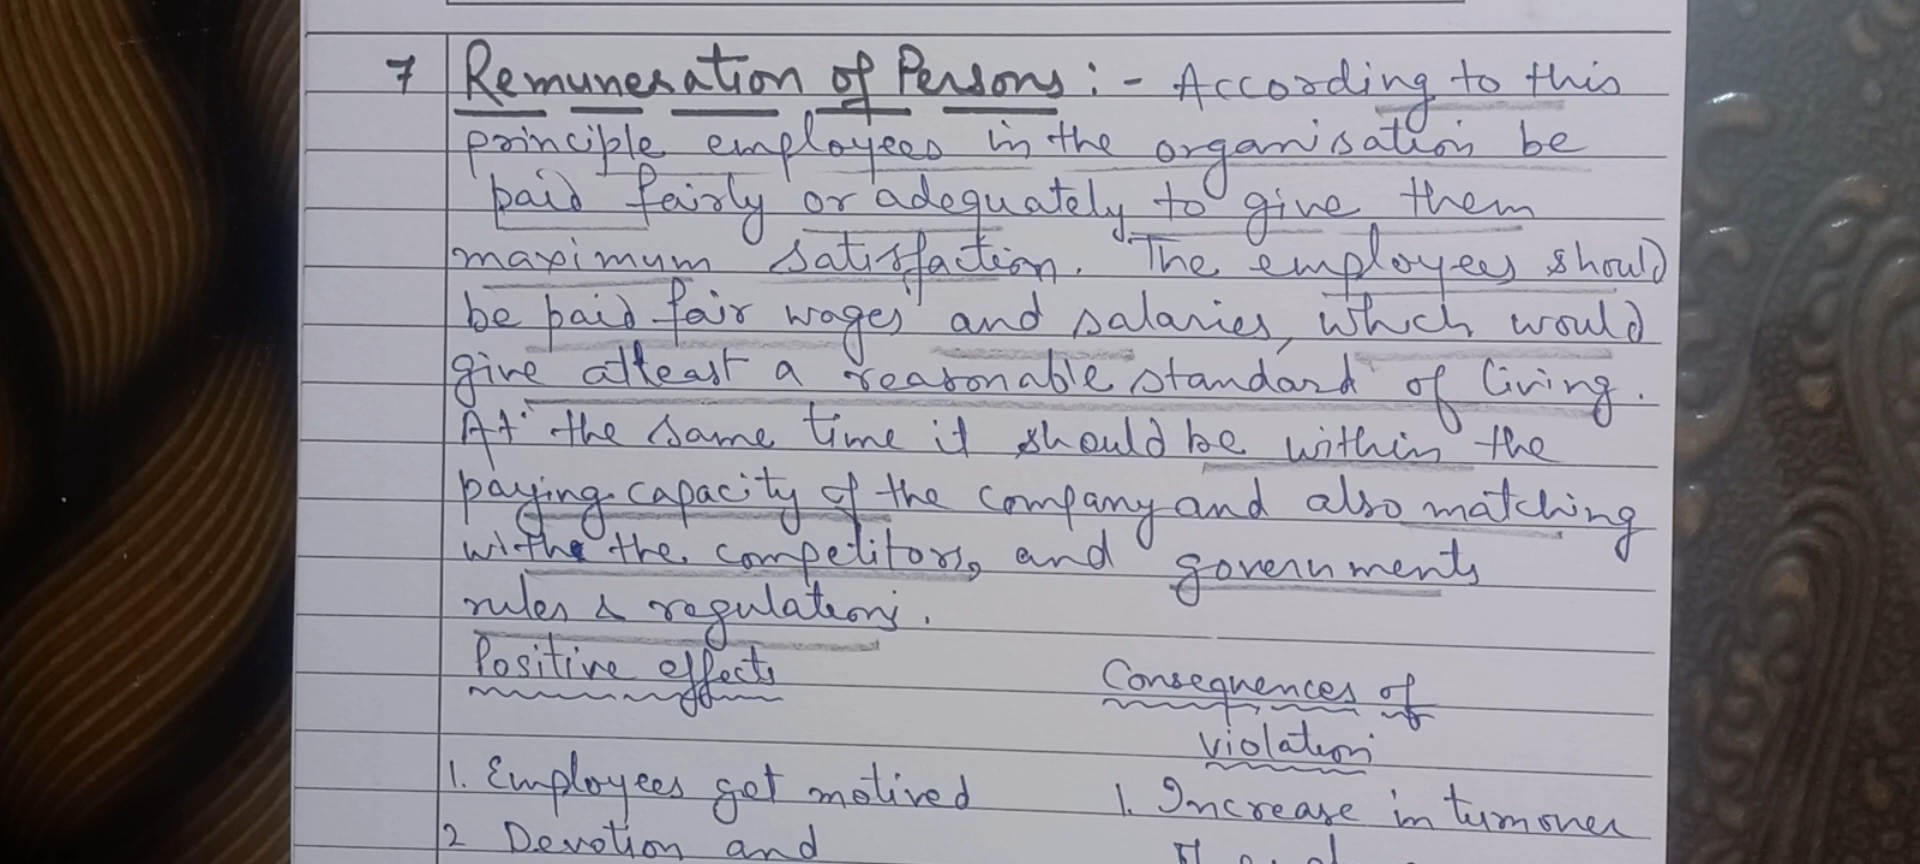 7 Remuneration of Persons : - According to this
principle employees in the organisation be
paid fairly or adequately to give them
maximum satisfaction. The employees should
be paid fair wages and salaries, which would
give atleast a reasonable standard of living.
At the same time it should be within the
paying capacity of the company and also matching
withe the competitors, and governments
rules & regulations.
Positive effects
Consequences of
violation
1. Employees get motived
1. Increase in turnover
2 Devotion and